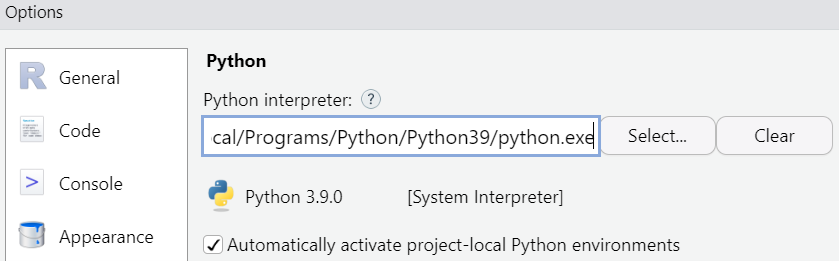 Options
General
Code
Console
Appearance
Python
Python interpreter: ?
cal/Programs/Python/Python39/python.exe
Select...
Clear
Python 3.9.0 [System Interpreter]
Automatically activate project-local Python environments